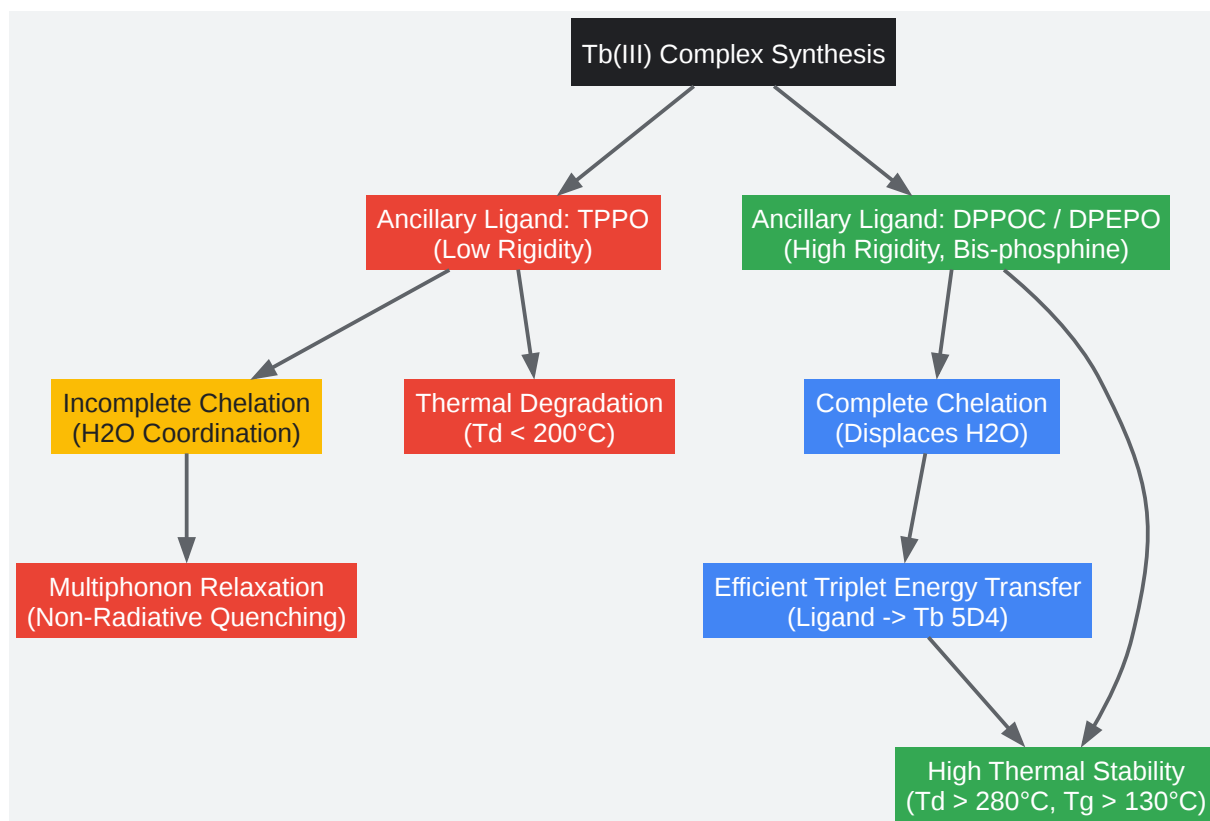 Tb(III) Complex Synthesis
Ancillary Ligand: TPPO
(Low Rigidity)
Ancillary Ligand: DPPOC / DPEPO
(High Rigidity, Bis-phosphine)
Incomplete Chelation
(H2O Coordination)
Thermal Degradation
(Td < 200°C)
Complete Chelation
(Displaces H2O)
Multiphonon Relaxation
(Non-Radiative Quenching)
Efficient Triplet Energy Transfer
(Ligand -> Tb 5D4)
High Thermal Stability
(Td > 280°C, Tg > 130°C)